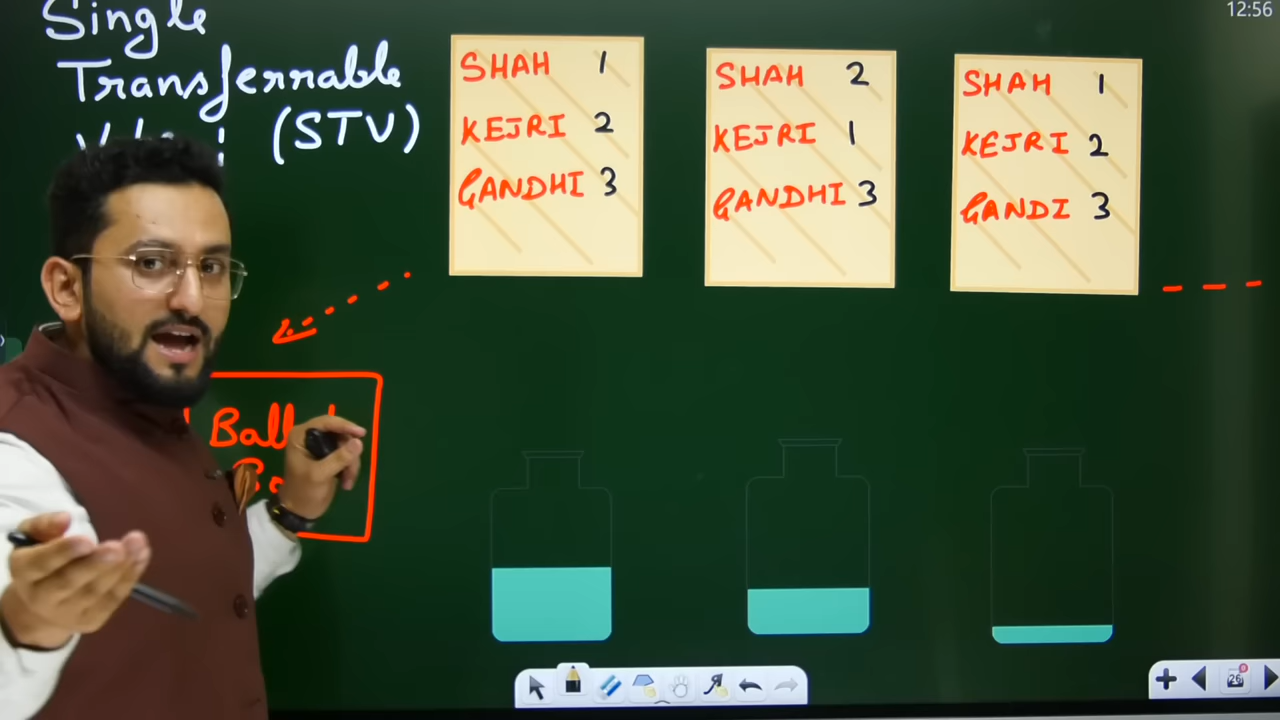 12:56
Single
Transferrable
(STV)
SHAH 1
KEJRI 2
GANDHI 3
SHAH 2
KEJRI 1
GANDHI 3
SHAH 1
KEJRI 2
GANDI 3
26